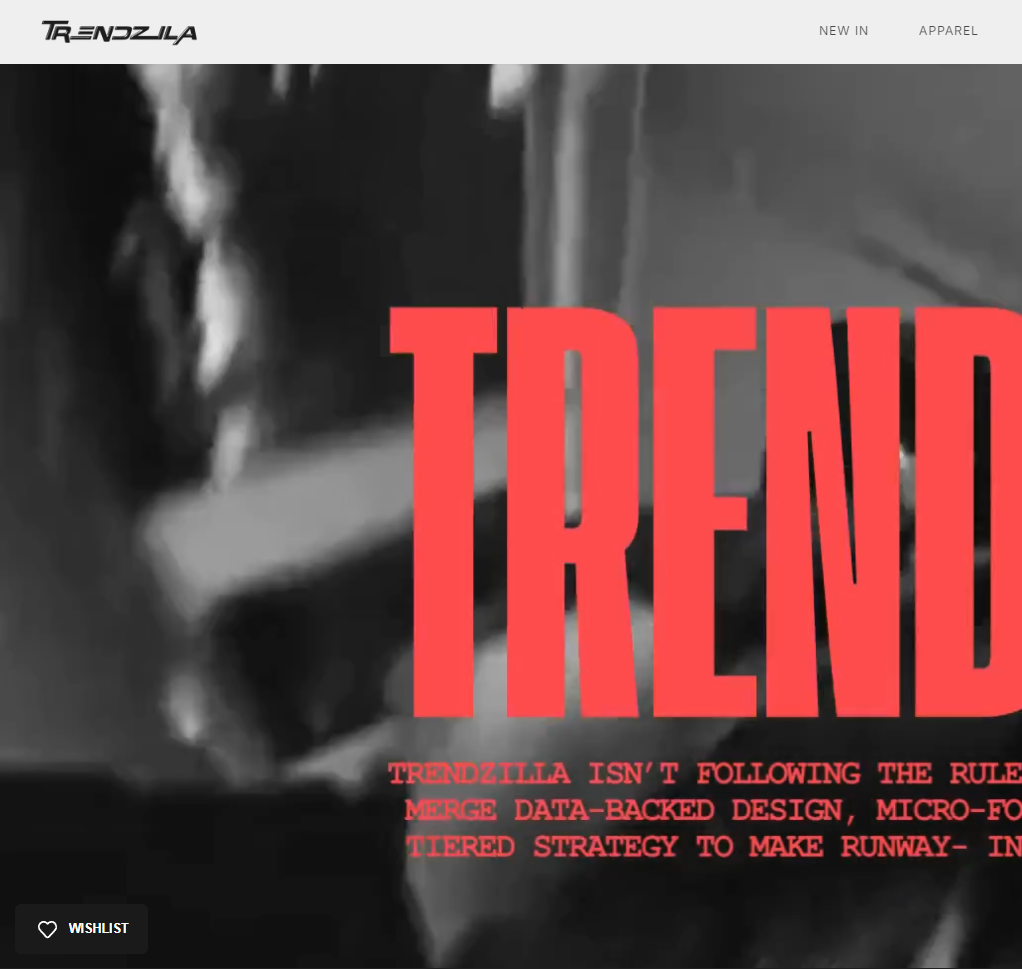 TRENDZILA
NEW IN
APPAREL
TREND
TRENDZILLA ISN'T FOLLOWING THE RULE
MERGE DATA-BACKED DESIGN, MICRO-FO
TIERED STRATEGY TO MAKE RUNWAY- IN
WISHLIST